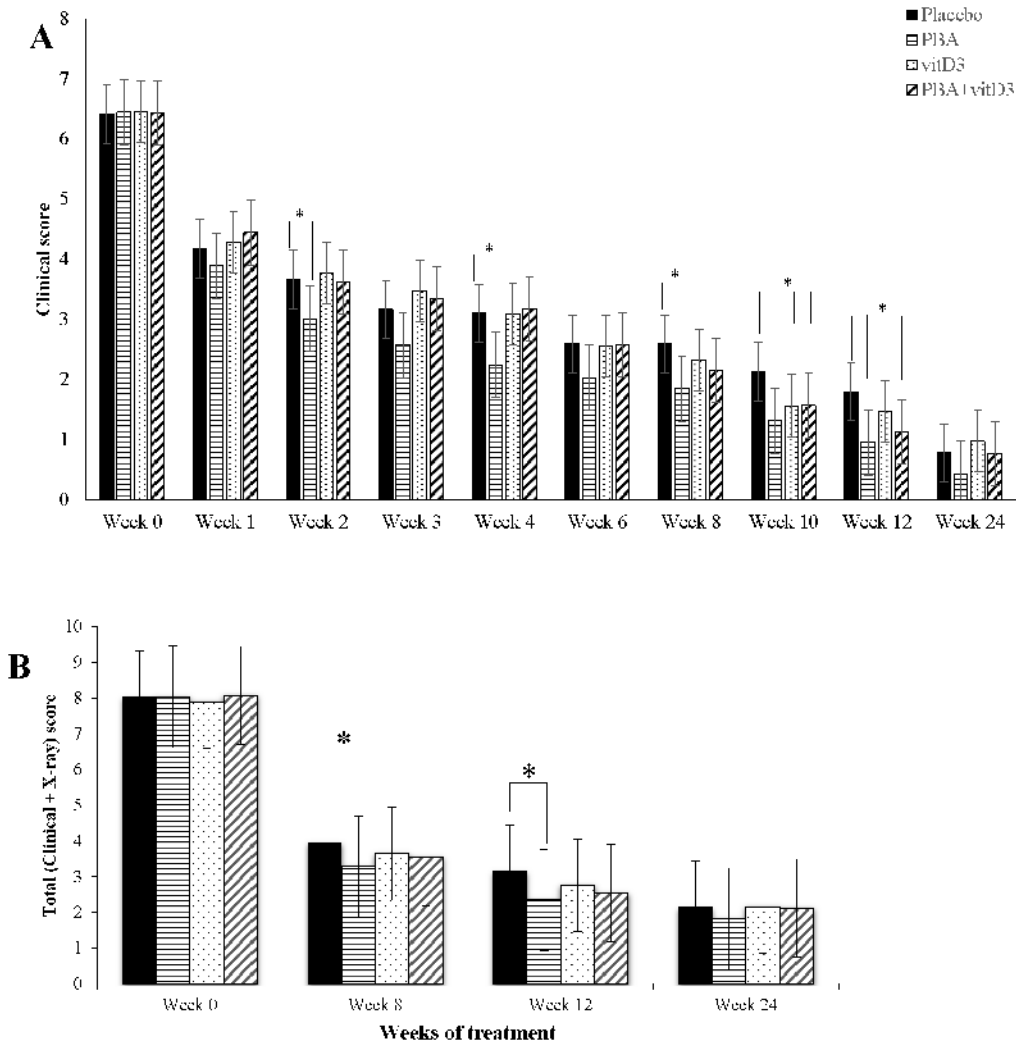 A
Clinical score
8
7
6
5
4
3
2
1
0
Placebo
PBA
vitD3
PBA+vitD3
*
*
*
*
*
Week 0 Week 1 Week 2 Week 3 Week 4 Week 6 Week 8 Week 10 Week 12 Week 24
B
Total (Clinical + X-ray) score
10
9
8
7
6
5
4
3
2
1
0
*
*
Week 0 Week 8 Week 12 Week 24
Weeks of treatment